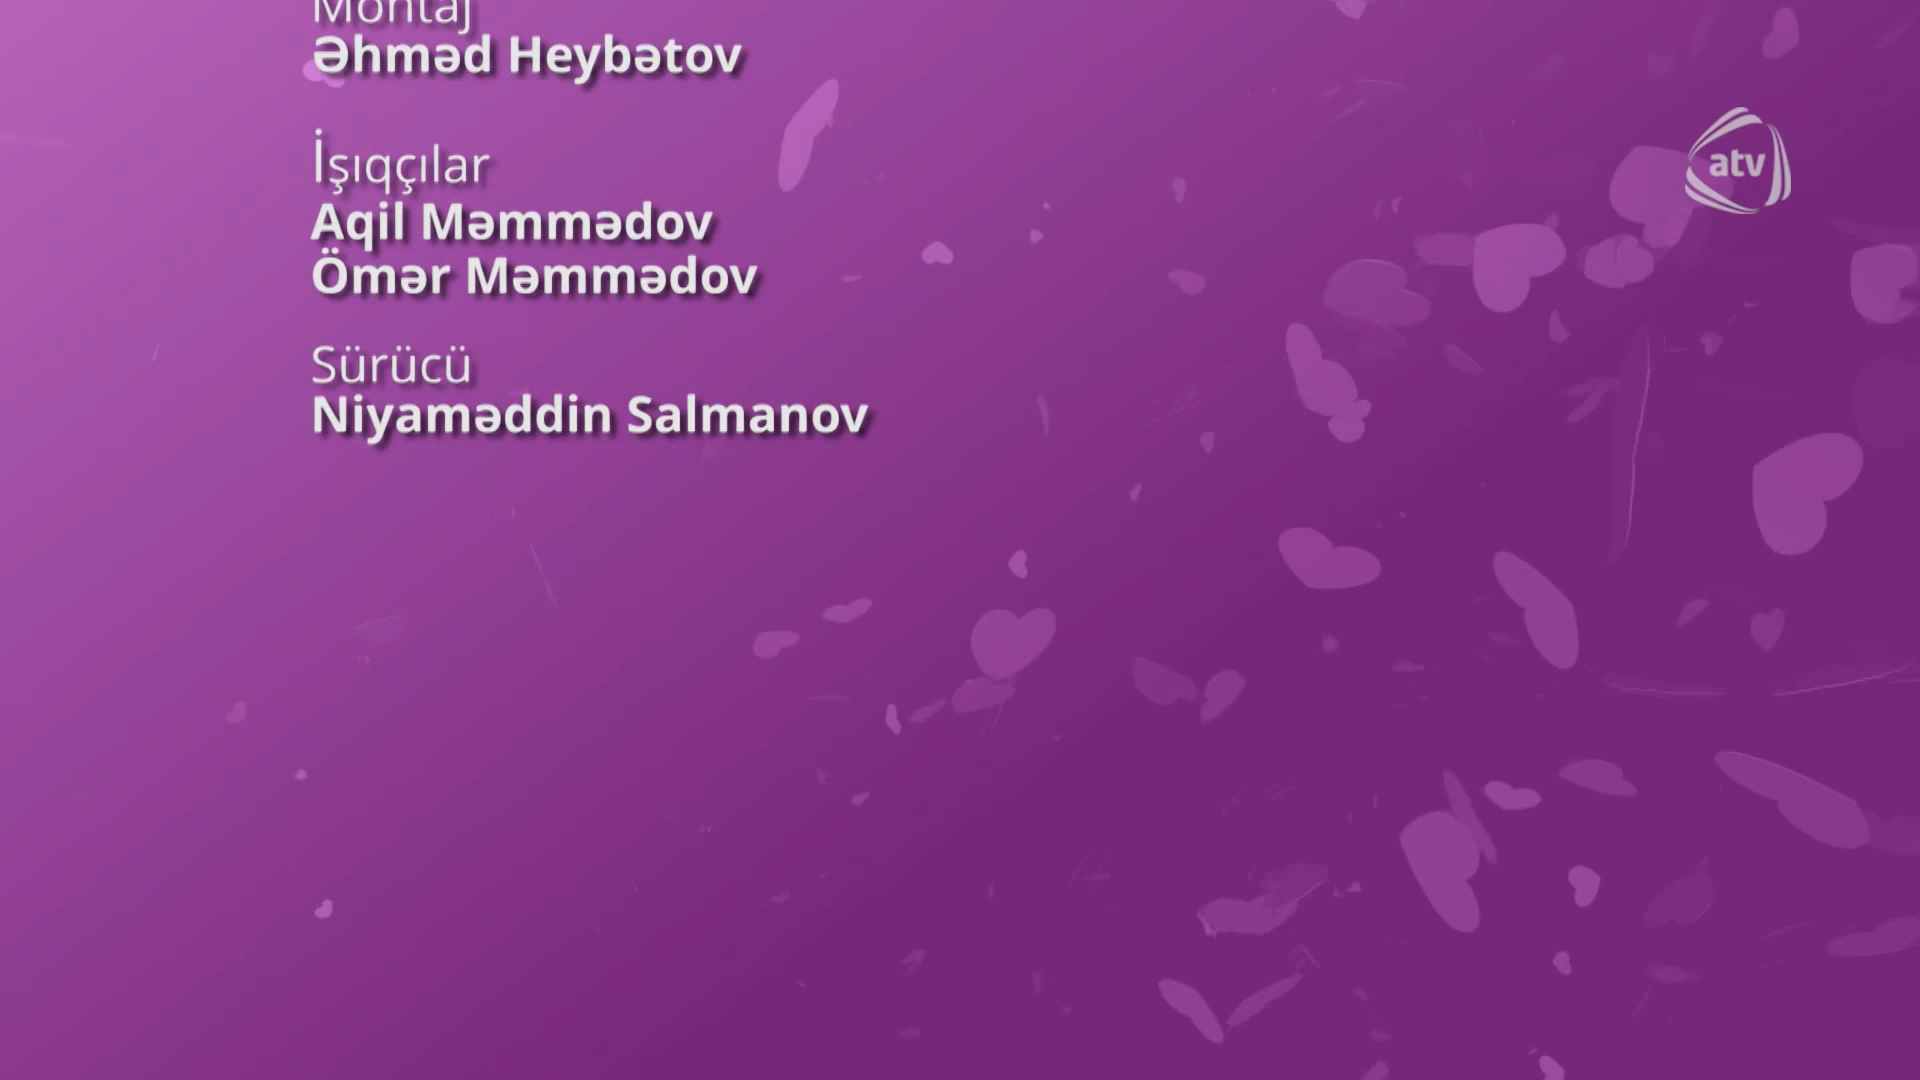 Montaj
Əhməd Heybətov
İşıqçılar
Aqil Məmmədov
Ömər Məmmədov
Sürücü
Niyaməddin Salmanov
atv